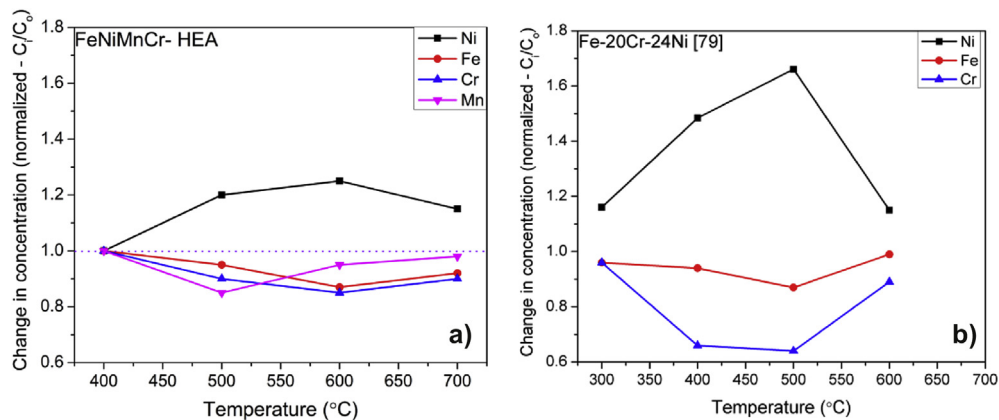 FeNiMnCr- HEA
Ni
Fe
Cr
Mn
Change in concentration (normalized - Cᵢ/Cₒ)
1.8
1.6
1.4
1.2
1.0
0.8
0.6
400
450
500
550
600
650
700
Temperature (°C)
a)
Fe-20Cr-24Ni [79]
Ni
Fe
Cr
Change in concentration (normalized - Cᵢ/Cₒ)
1.8
1.6
1.4
1.2
1.0
0.8
0.6
300
350
400
450
500
550
600
650
700
Temperature (°C)
b)